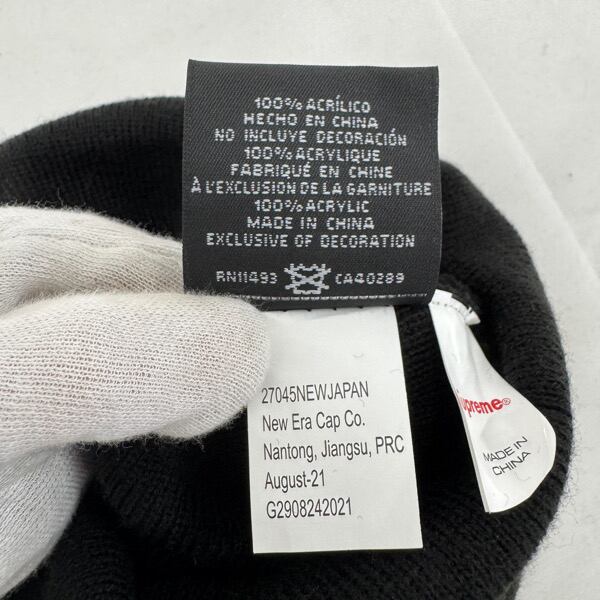 100% ACRÍLICO
HECHO EN CHINA
NO INCLUYE DECORACIÓN
100% ACRYLIQUE
FABRIQUÉ EN CHINE
À L'EXCLUSION DE LA GARNITURE
100% ACRYLIC
MADE IN CHINA
EXCLUSIVE OF DECORATION
RN11493 CA40289
27045NEWJAPAN
New Era Cap Co.
Nantong, Jiangsu, PRC
August-21
G2908242021
upreme®
MADE IN
CHINA